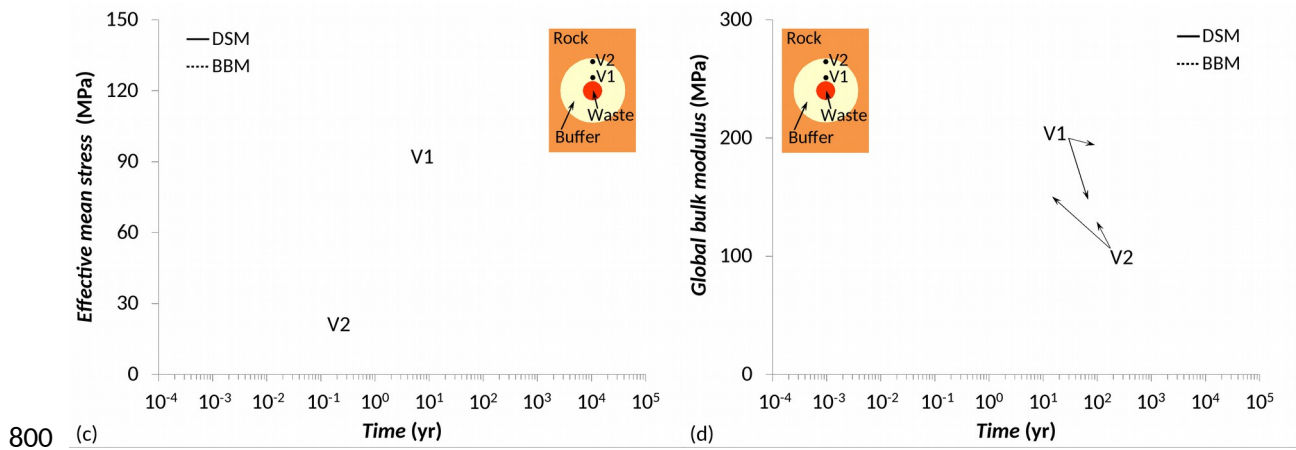 150
120
90
60
30
0
Effective mean stress (MPa)
DSM
BBM
Rock
V2
V1
Waste
Buffer
V1
V2
10-4 10-3 10-2 10-1 100 101 102 103 104 105
Time (yr)
800 (c)
300
200
100
0
Global bulk modulus (MPa)
Rock
V2
V1
Waste
Buffer
DSM
BBM
V1
V2
10-4 10-3 10-2 10-1 100 101 102 103 104 105
Time (yr)
(d)